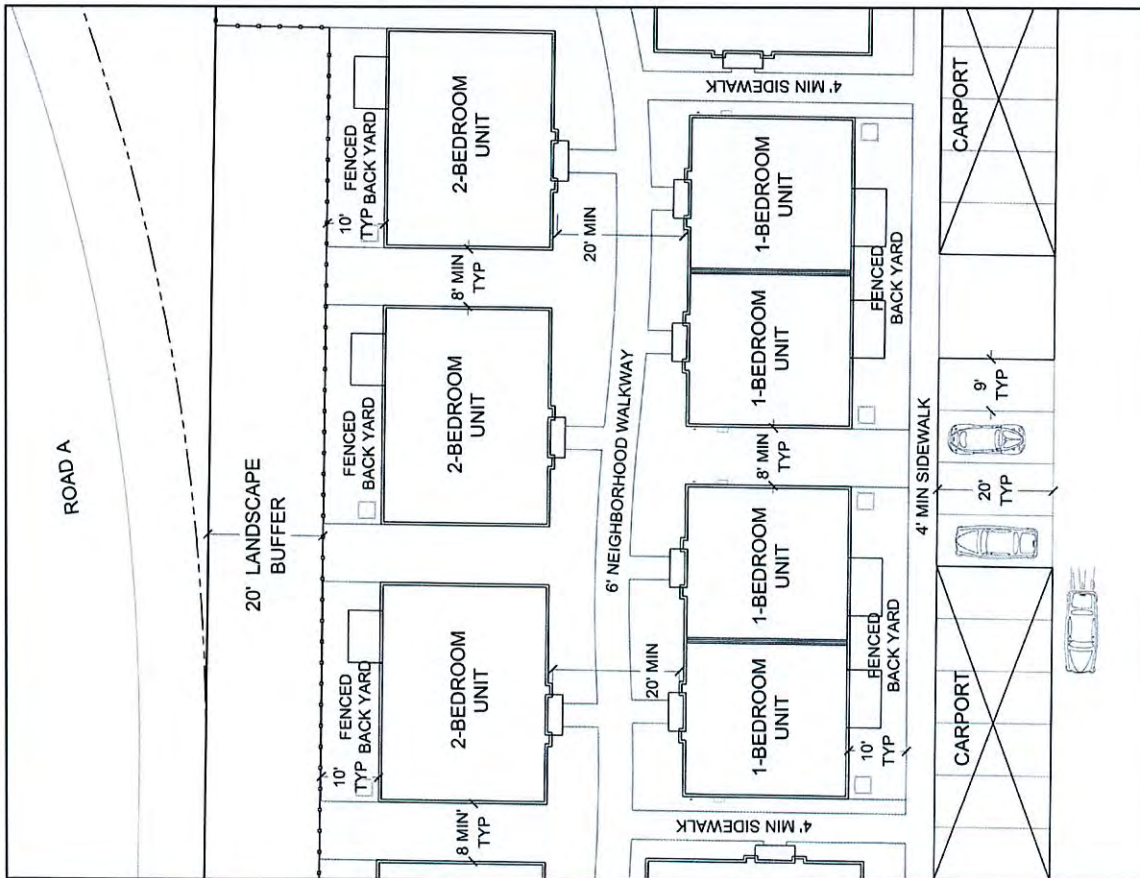 ROAD A
20' LANDSCAPE
BUFFER
10'
TYP
FENCED
BACK YARD
FENCED
BACK YARD
10'
TYP
FENCED
BACK YARD
2-BEDROOM
UNIT
2-BEDROOM
UNIT
2-BEDROOM
UNIT
8 MIN'
TYP
8' MIN
TYP
20' MIN
6' NEIGHBORHOOD WALKWAY
20' MIN
4' MIN SIDEWALK
1-BEDROOM
UNIT
1-BEDROOM
UNIT
8' MIN
TYP
1-BEDROOM
UNIT
1-BEDROOM
UNIT
4' MIN SIDEWALK
10'
TYP
FENCED
BACK YARD
FENCED
BACK YARD
4' MIN SIDEWALK
CARPORT
20'
TYP
9'
TYP
CARPORT